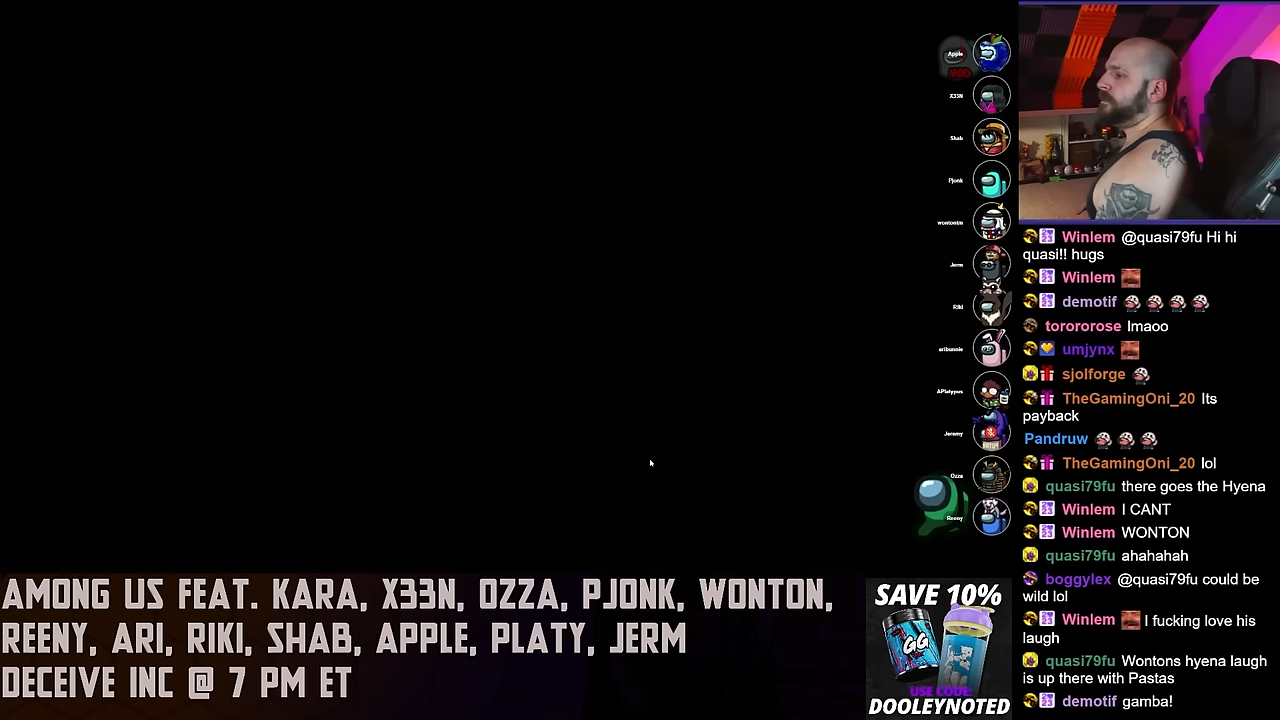 Apple
MOD
X33N
Shab
Pjonk
wontonim
Jerm
Riki
aribunnie
APlatypus
Jeremy
Ozza
Reeny
Winlem @quasi79fu Hi hi
quasi!! hugs
Winlem
demotif
torororose lmaoo
umjynx
sjolforge
TheGamingOni_20 Its
payback
Pandruw
TheGamingOni_20 lol
quasi79fu there goes the Hyena
Winlem I CANT
Winlem WONTON
quasi79fu ahahahah
boggylex @quasi79fu could be
wild lol
Winlem I fucking love his
laugh
quasi79fu Wontons hyena laugh
is up there with Pastas
demotif gamba!
AMONG US FEAT. KARA, X33N, OZZA, PJONK, WONTON,
REENY, ARI, RIKI, SHAB, APPLE, PLATY, JERM
DECEIVE INC @ 7 PM ET
SAVE 10%
GG
USE CODE:
DOOLEYNOTED